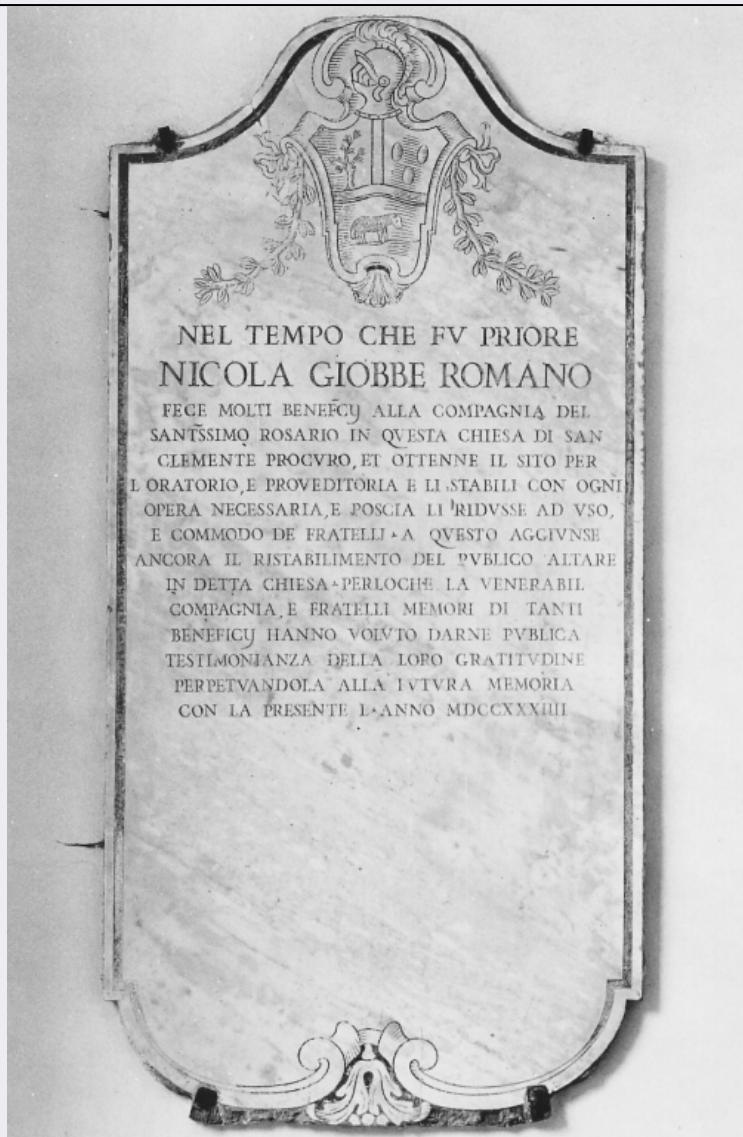 NEL TEMPO CHE FV PRIORE
NICOLA GIOBBE ROMANO
FECE MOLTI BENEFCIJ ALLA COMPAGNIA DEL
SANTSSIMO ROSARIO IN QVESTA CHIESA DI SAN
CLEMENTE PROCVRO, ET OTTENNE IL SITO PER
L ORATORIO, E PROVEDITORIA E LI STABILI CON OGNI
OPERA NECESSARIA, E POSCIA LI RIDVSSE AD VSO,
E COMMODO DE FRATELLI · A QVESTO AGGIVNSE
ANCORA IL RISTABILIMENTO DEL PVBLICO ALTARE
IN DETTA CHIESA · PERLOCHE LA VENERABIL
COMPAGNIA, E FRATELLI MEMORI DI TANTI
BENEFICIJ HANNO VOLVTO DARNE PVBLICA
TESTIMONIANZA DELLA LORO GRATITVDINE
PERPETVANDOLA ALLA FVTVRA MEMORIA
CON LA PRESENTE L · ANNO MDCCXXXIIII